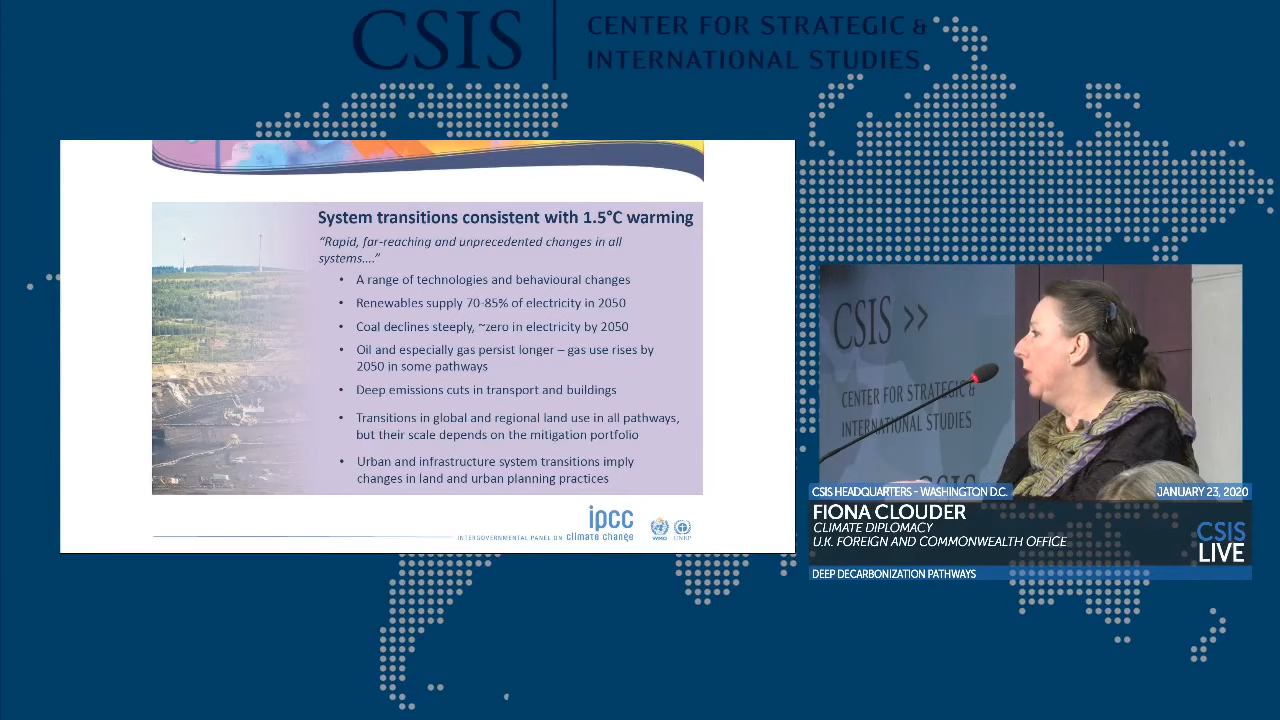 CSIS
CENTER FOR STRATEGIC &
INTERNATIONAL STUDIES
System transitions consistent with 1.5°C warming
“Rapid, far-reaching and unprecedented changes in all
systems....”
• A range of technologies and behavioural changes
• Renewables supply 70-85% of electricity in 2050
• Coal declines steeply, ~zero in electricity by 2050
• Oil and especially gas persist longer – gas use rises by
2050 in some pathways
• Deep emissions cuts in transport and buildings
• Transitions in global and regional land use in all pathways,
but their scale depends on the mitigation portfolio
• Urban and infrastructure system transitions imply
changes in land and urban planning practices
ipcc
INTERGOVERNMENTAL PANEL ON climate change
WMO
UNEP
CSIS >>
CENTER FOR STRATEGIC &
INTERNATIONAL STUDIES
CSIS HEADQUARTERS - WASHINGTON D.C.
JANUARY 23, 2020
FIONA CLOUDER
CLIMATE DIPLOMACY
U.K. FOREIGN AND COMMONWEALTH OFFICE
CSIS
LIVE
DEEP DECARBONIZATION PATHWAYS